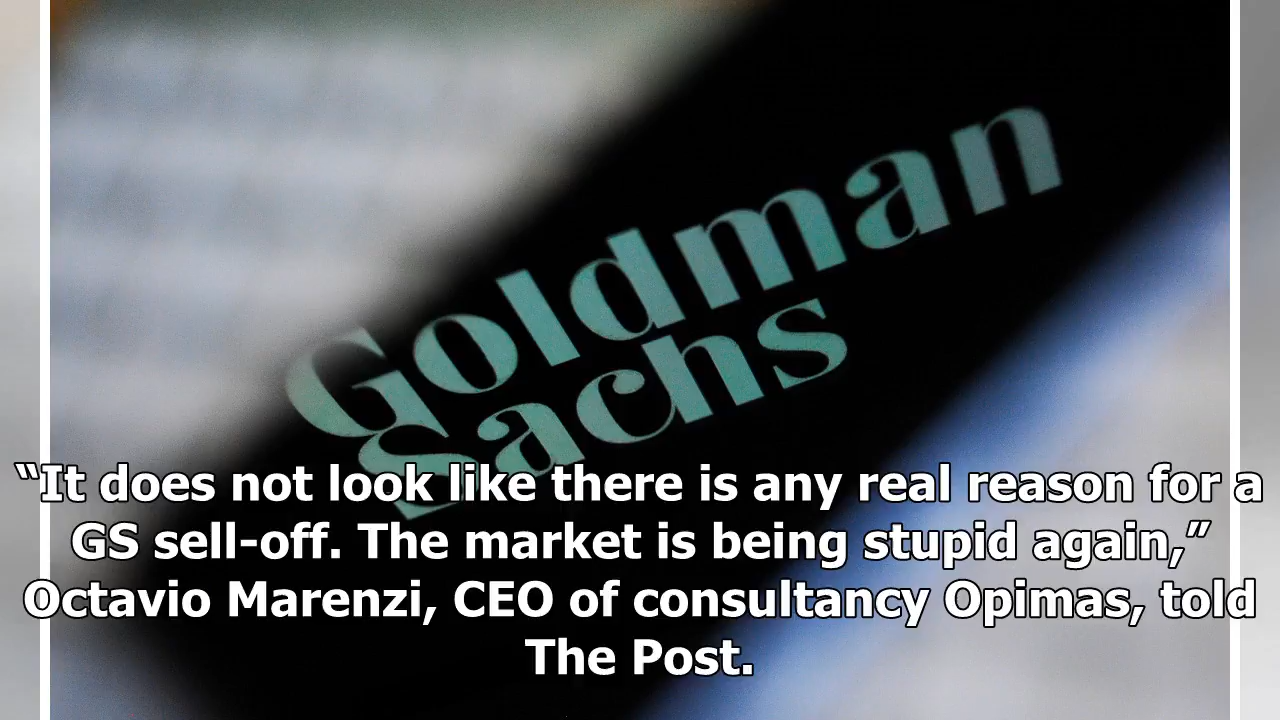 Goldman
Sachs
“It does not look like there is any real reason for a
GS sell-off. The market is being stupid again,”
Octavio Marenzi, CEO of consultancy Opimas, told
The Post.